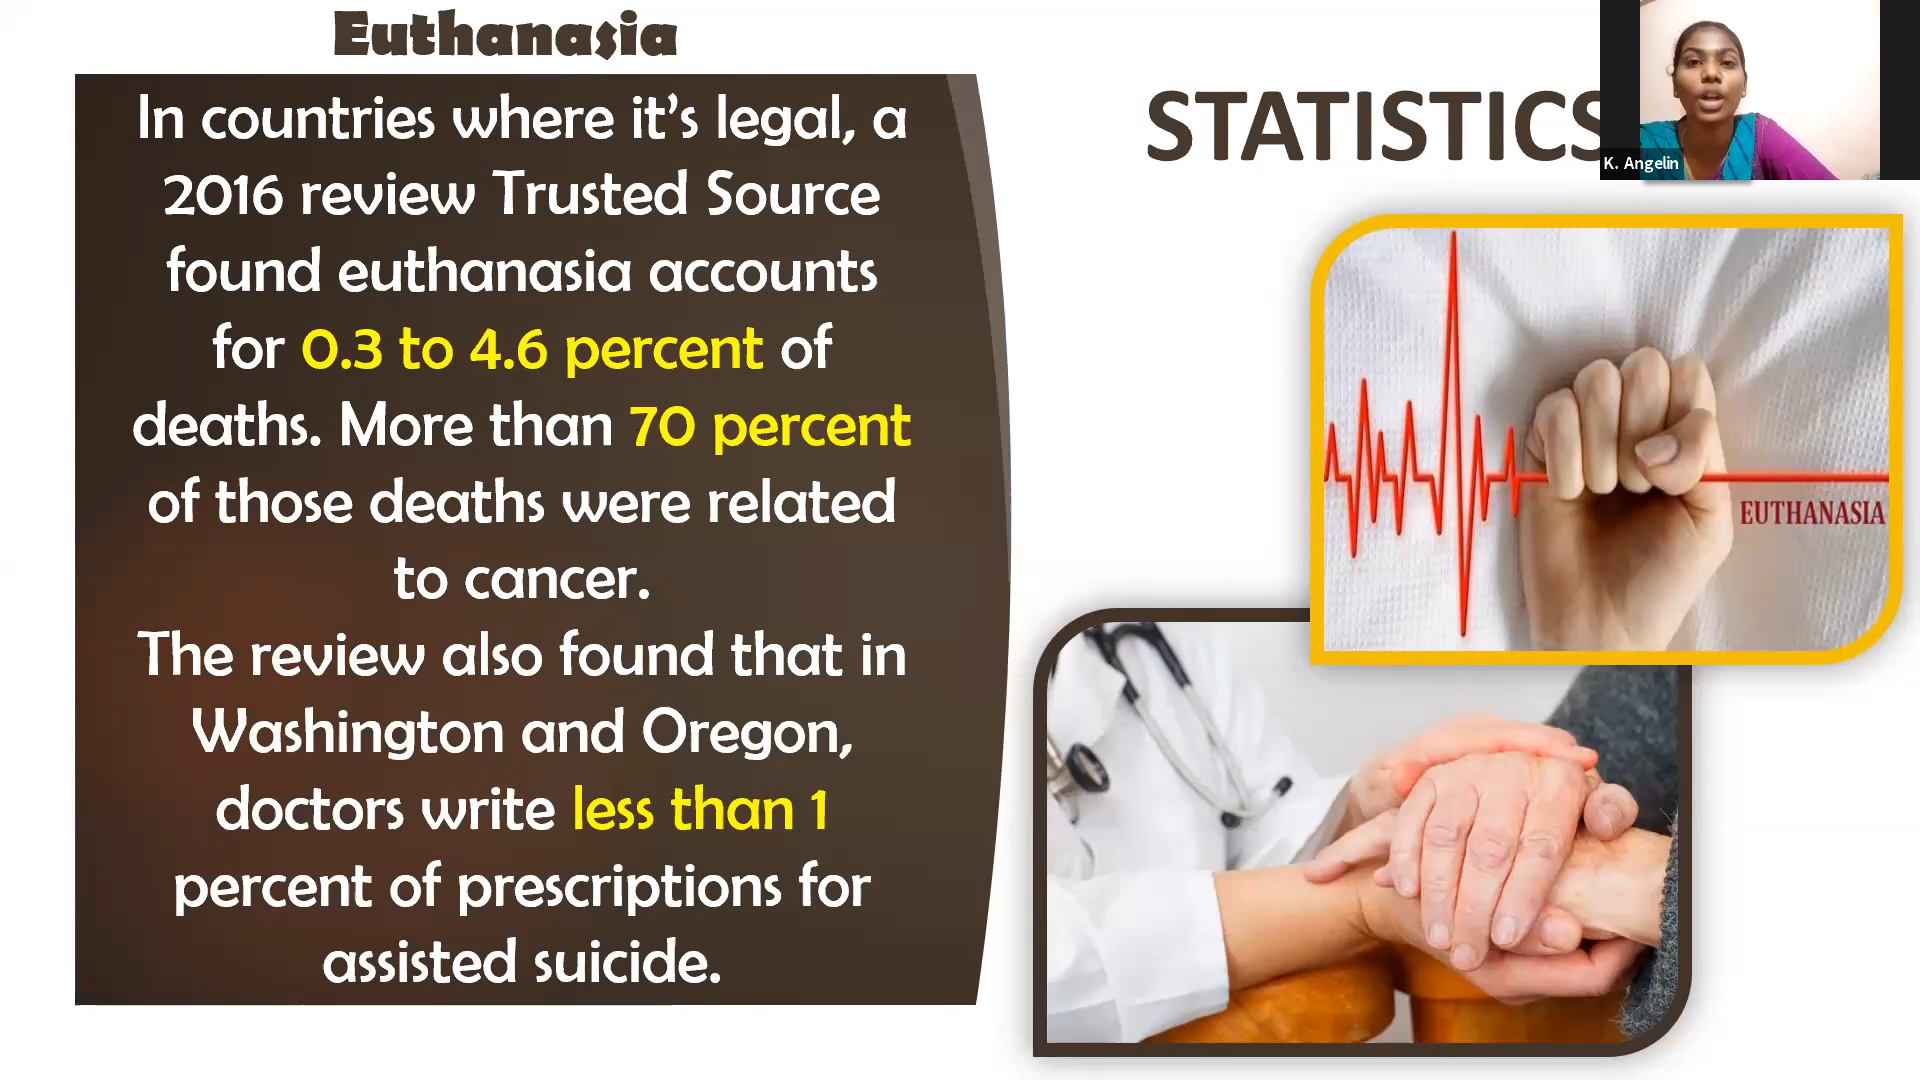 Euthanasia
In countries where it's legal, a
2016 review Trusted Source
found euthanasia accounts
for 0.3 to 4.6 percent of
deaths. More than 70 percent
of those deaths were related
to cancer.
The review also found that in
Washington and Oregon,
doctors write less than 1
percent of prescriptions for
assisted suicide.
STATISTICS
K. Angelin
EUTHANASIA